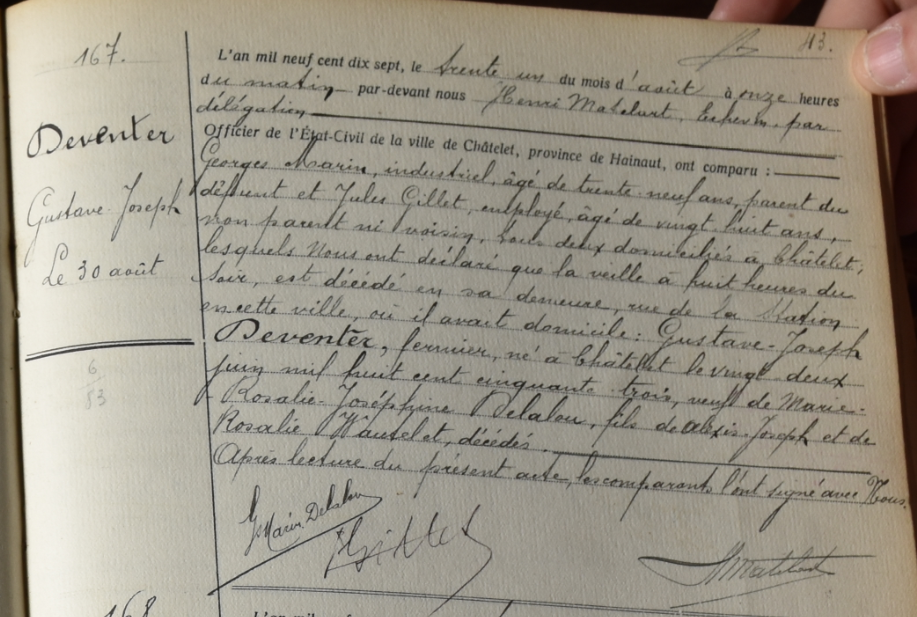 43.
167.
L'an mil neuf cent dix sept, le trente un du mois d'août à onze heures
du matin par-devant nous Henri Matelart, Echevin, par
délégation
Officier de l'État-Civil de la ville de Châtelet, province de Hainaut, ont comparu :
Deventer
Gustave-Joseph
Le 30 août
6
53
Georges Marin, industriel, âgé de trente-neuf ans, parent du
défunt et Jules Gillet, employé, âgé de vingt huit ans,
non parent ni voisin, tous deux domiciliés à Châtelet;
lesquels Nous ont déclaré que la veille à huit heures du
soir, est décédé en sa demeure, rue de la Station
en cette ville, où il avait domicile : Gustave-Joseph
Deventer, fermier, né à Châtelet le vingt-deux
juin mil huit cent cinquante-trois, veuf de Marie-
Rosalie-Joséphine Delalou, fils de Alexis-Joseph et de
Rosalie Wautelet, décédés.
Après lecture du présent acte, les comparants l'ont signé avec Nous.
G Marin Delalou
J Gillet
H Matelart
168
L'an mil